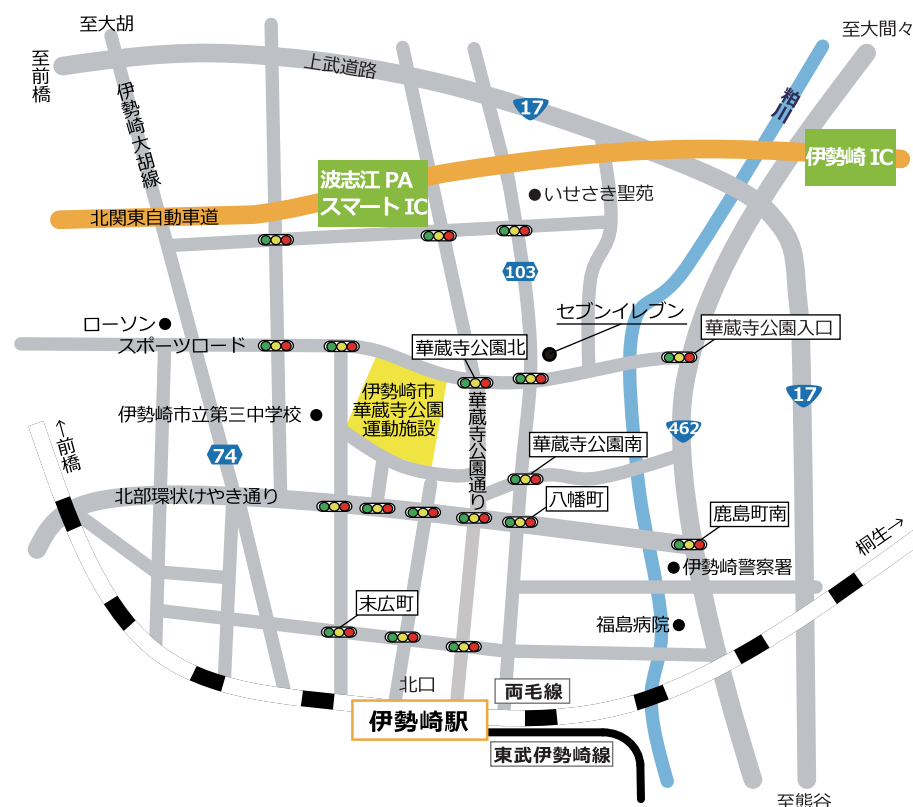 至大胡
至大間々
至前橋
上武道路
伊勢崎大胡線
17
粕川
伊勢崎 IC
波志江 PA
スマート IC
いせさき聖苑
北関東自動車道
103
セブンイレブン
ローソン
華蔵寺公園入口
スポーツロード
華蔵寺公園北
伊勢崎市
華蔵寺公園
運動施設
17
伊勢崎市立第三中学校
華蔵寺公園通り
462
←前橋
華蔵寺公園南
74
北部環状けやき通り
八幡町
鹿島町南
桐生→
伊勢崎警察署
末広町
福島病院
北口
両毛線
伊勢崎駅
東武伊勢崎線
至熊谷